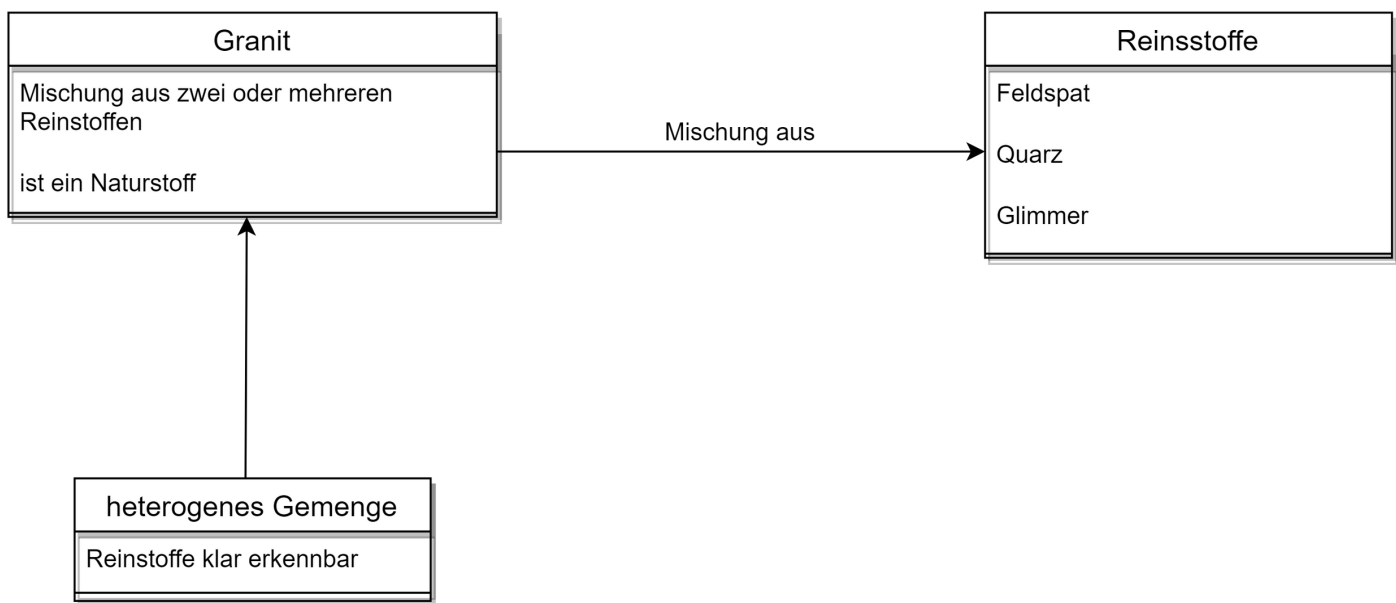 Granit
Mischung aus zwei oder mehreren
Reinstoffen
ist ein Naturstoff
Mischung aus
Reinsstoffe
Feldspat
Quarz
Glimmer
heterogenes Gemenge
Reinstoffe klar erkennbar